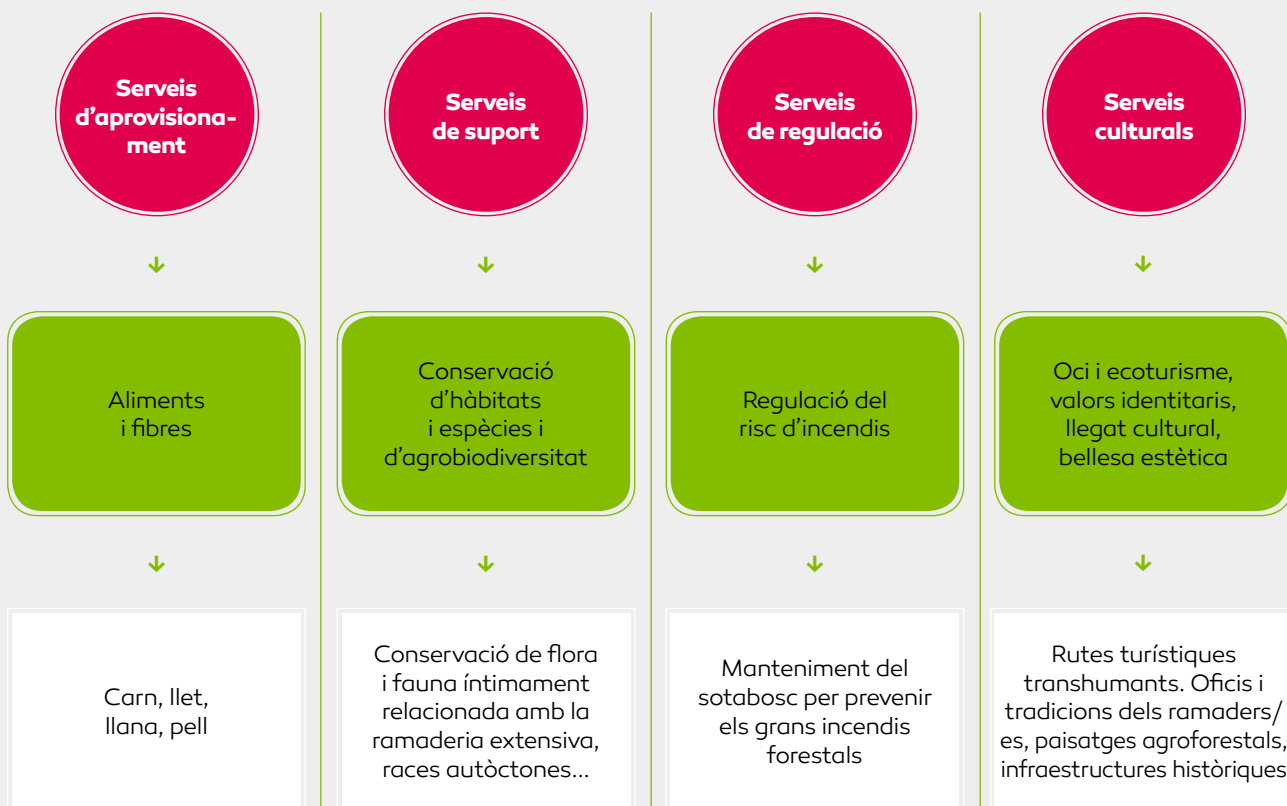 Serveis
d'aprovisiona-
ment
Serveis
de suport
Serveis
de regulació
Serveis
culturals
Aliments
i fibres
Conservació
d'hàbitats
i espècies i
d'agrobiodiversitat
Regulació del
risc d'incendis
Oci i ecoturisme,
valors identitaris,
llegat cultural,
bellesa estètica
Carn, llet,
llana, pell
Conservació de flora
i fauna íntimament
relacionada amb la
ramaderia extensiva,
races autòctones...
Manteniment del
sotabosc per prevenir
els grans incendis
forestals
Rutes turístiques
transhumants. Oficis i
tradicions dels ramaders/
es, paisatges agroforestals,
infraestructures històriques